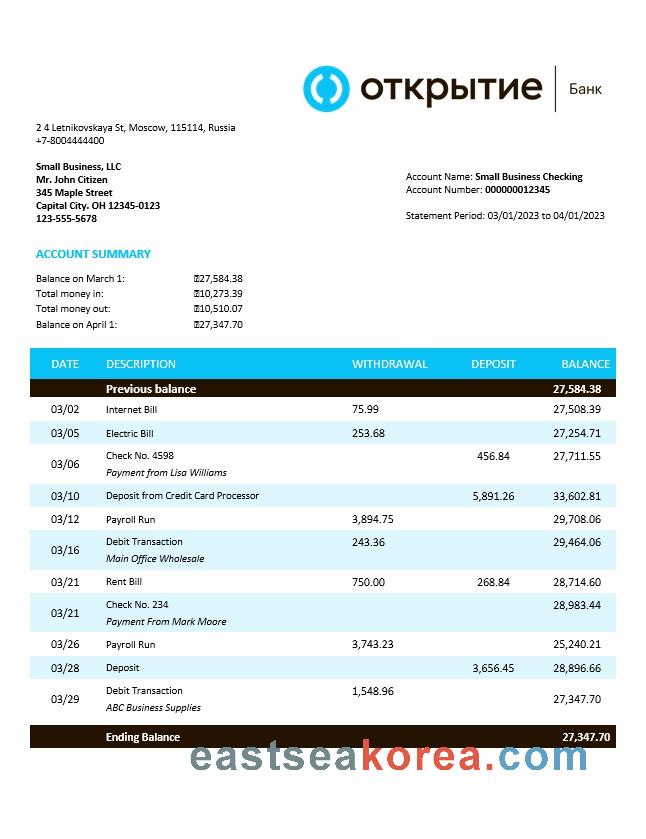 открытие Банк
2 4 Letnikovskaya St, Moscow, 115114, Russia
+7-8004444400
Small Business, LLC
Mr. John Citizen
345 Maple Street
Capital City. OH 12345-0123
123-555-5678
Account Name: Small Business Checking
Account Number: 000000012345
Statement Period: 03/01/2023 to 04/01/2023
ACCOUNT SUMMARY
Balance on March 1: 27,584.38
Total money in: 10,273.39
Total money out: 10,510.07
Balance on April 1: 27,347.70
DATE DESCRIPTION WITHDRAWAL DEPOSIT BALANCE
Previous balance 27,584.38
03/02 Internet Bill 75.99 27,508.39
03/05 Electric Bill 253.68 27,254.71
03/06 Check No. 4598 456.84 27,711.55
Payment from Lisa Williams
03/10 Deposit from Credit Card Processor 5,891.26 33,602.81
03/12 Payroll Run 3,894.75 29,708.06
03/16 Debit Transaction 243.36 29,464.06
Main Office Wholesale
03/21 Rent Bill 750.00 268.84 28,714.60
03/21 Check No. 234 28,983.44
Payment From Mark Moore
03/26 Payroll Run 3,743.23 25,240.21
03/28 Deposit 3,656.45 28,896.66
03/29 Debit Transaction 1,548.96 27,347.70
ABC Business Supplies
Ending Balance 27,347.70
eastseakorea.com